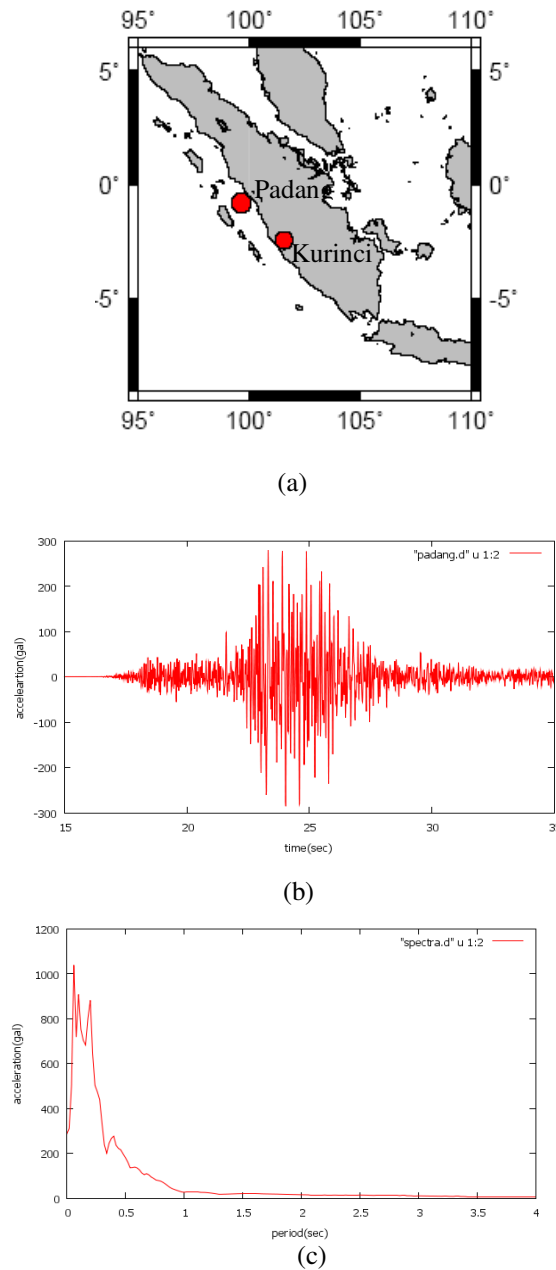 95° 100° 105° 110°
5° 5°
0° 0°
Padang
Kurinci
-5° -5°
95° 100° 105° 110°
(a)
300
"padang.d" u 1:2
200
100
0
-100
-200
-300
acceleartion(gal)
15 20 25 30 35
time(sec)
(b)
1200
"spectra.d" u 1:2
1000
800
600
400
200
0
acceleration(gal)
0 0.5 1 1.5 2 2.5 3 3.5 4
period(sec)
(c)